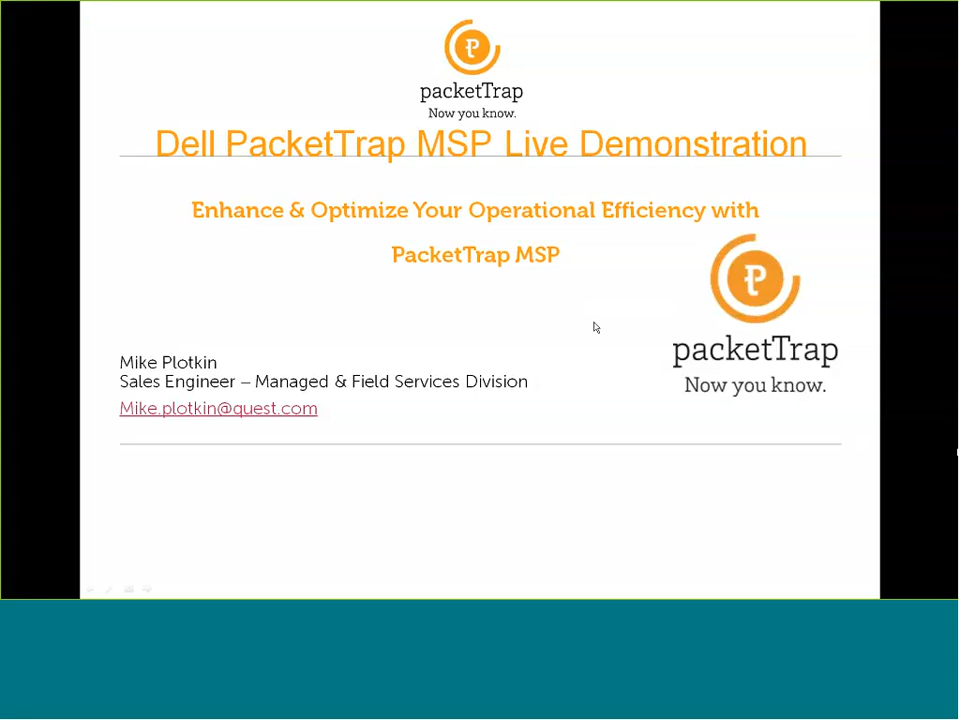 packetTrap
Now you know.
Dell PacketTrap MSP Live Demonstration
Enhance & Optimize Your Operational Efficiency with
PacketTrap MSP
packetTrap
Now you know.
Mike Plotkin
Sales Engineer – Managed & Field Services Division
Mike.plotkin@quest.com